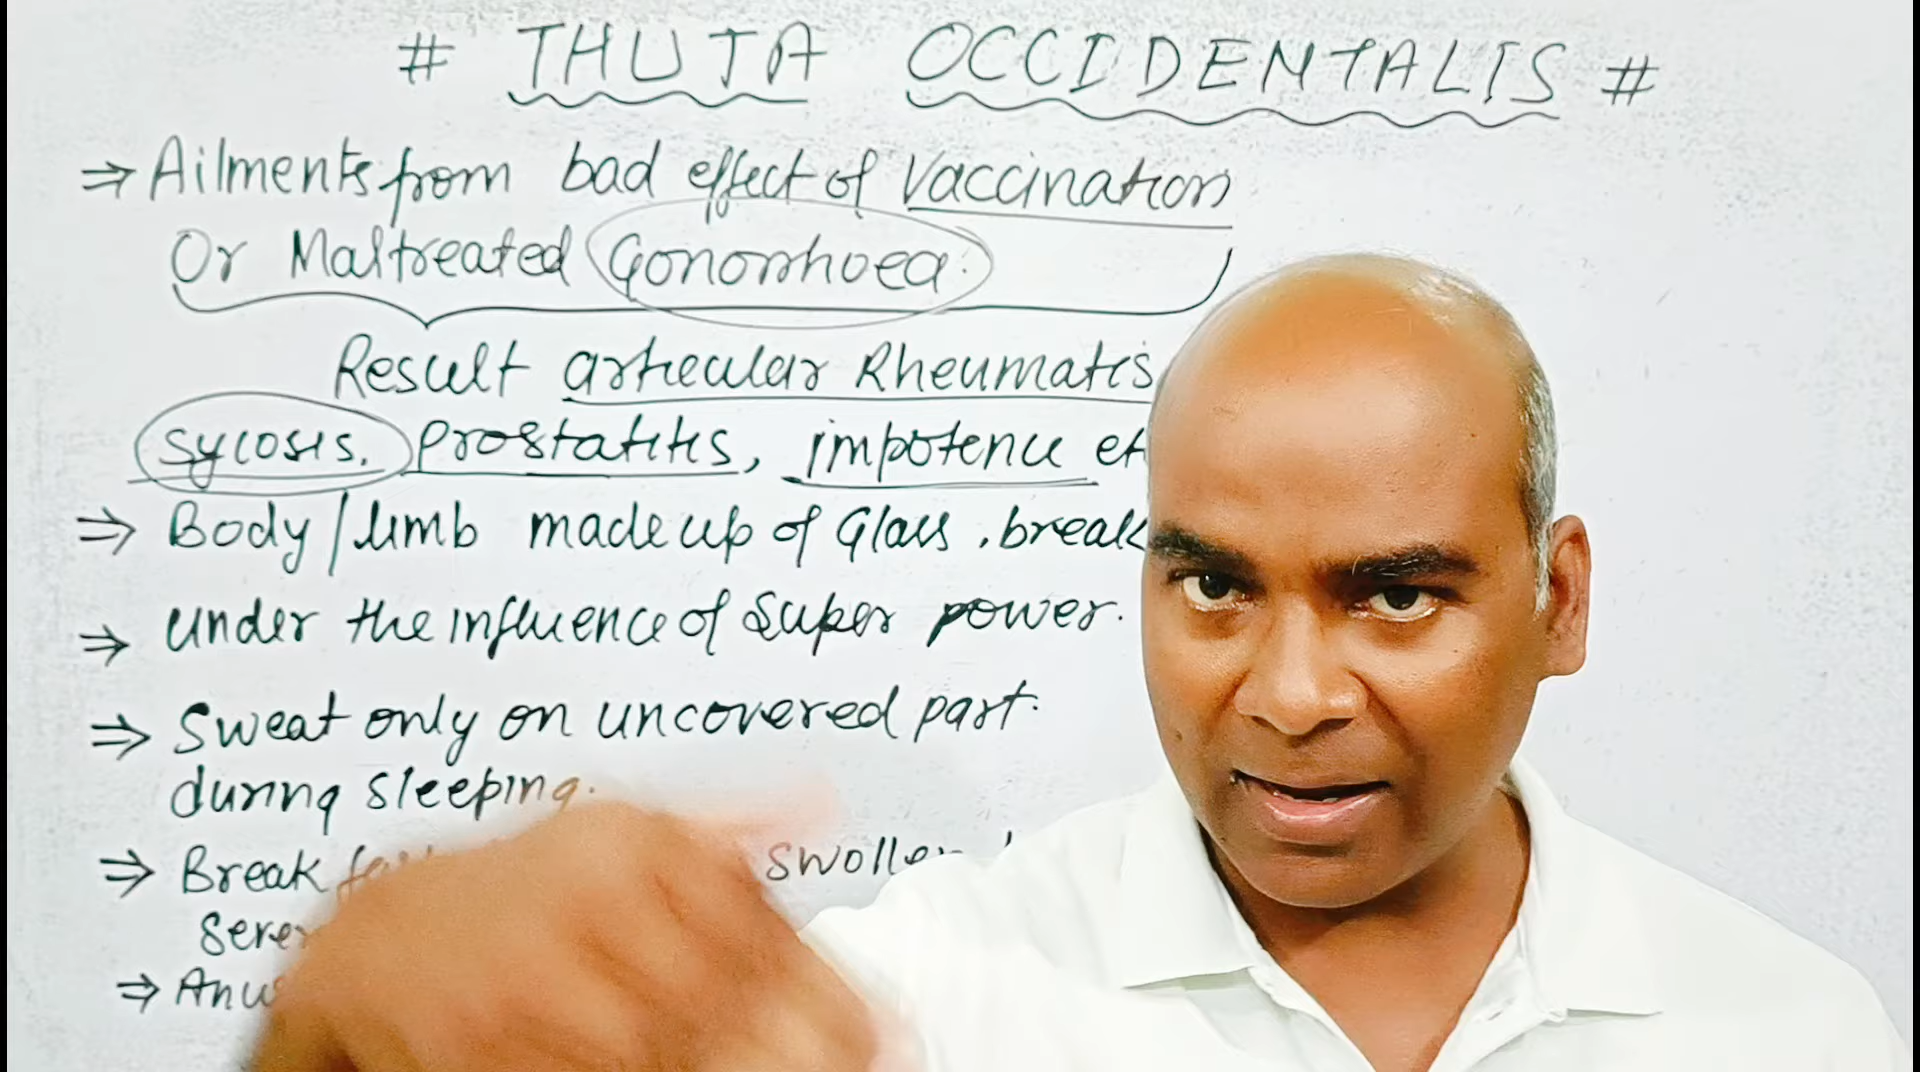 # THUJA OCCIDENTALIS #
⇒ Ailments from bad effect of Vaccination
Or Maltreated Gonorrhoea.
Result articular Rheumatis
Sycosis, Prostatitis, impotence et
⇒ Body/limb made up of Glass, break
⇒ Under the influence of Super power.
⇒ Sweat only on uncovered part.
during sleeping.
⇒ Break swollen
⇒